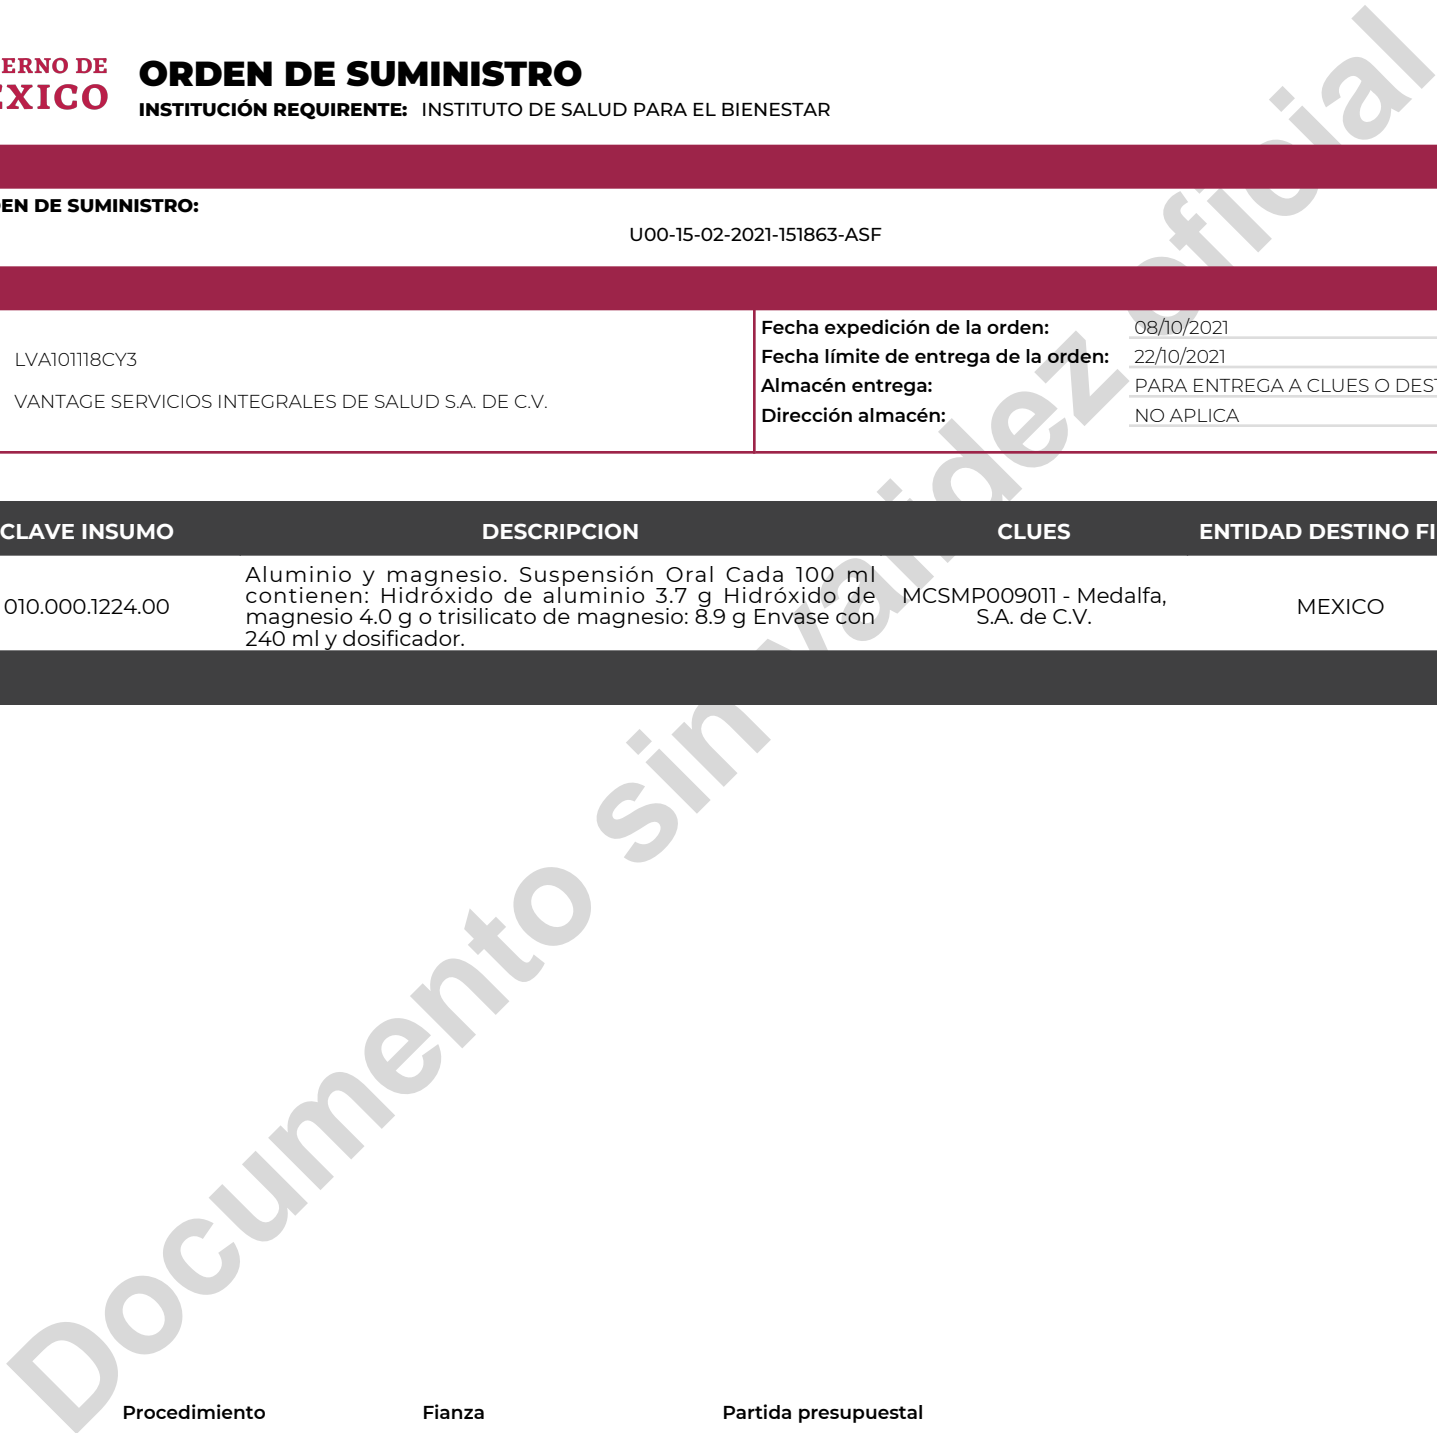 ERNO DE
EXICO
ORDEN DE SUMINISTRO
INSTITUCIÓN REQUIRENTE: INSTITUTO DE SALUD PARA EL BIENESTAR
EN DE SUMINISTRO:
U00-15-02-2021-151863-ASF
LVA101118CY3
VANTAGE SERVICIOS INTEGRALES DE SALUD S.A. DE C.V.
Fecha expedición de la orden: 08/10/2021
Fecha límite de entrega de la orden: 22/10/2021
Almacén entrega: PARA ENTREGA A CLUES O DEST
Dirección almacén: NO APLICA
CLAVE INSUMO DESCRIPCION CLUES ENTIDAD DESTINO FI
010.000.1224.00
Aluminio y magnesio. Suspensión Oral Cada 100 ml
contienen: Hidróxido de aluminio 3.7 g Hidróxido de
magnesio 4.0 g o trisilicato de magnesio: 8.9 g Envase con
240 ml y dosificador.
MCSMP009011 - Medalfa,
S.A. de C.V.
MEXICO
Documento sin validez oficial
Procedimiento Fianza Partida presupuestal